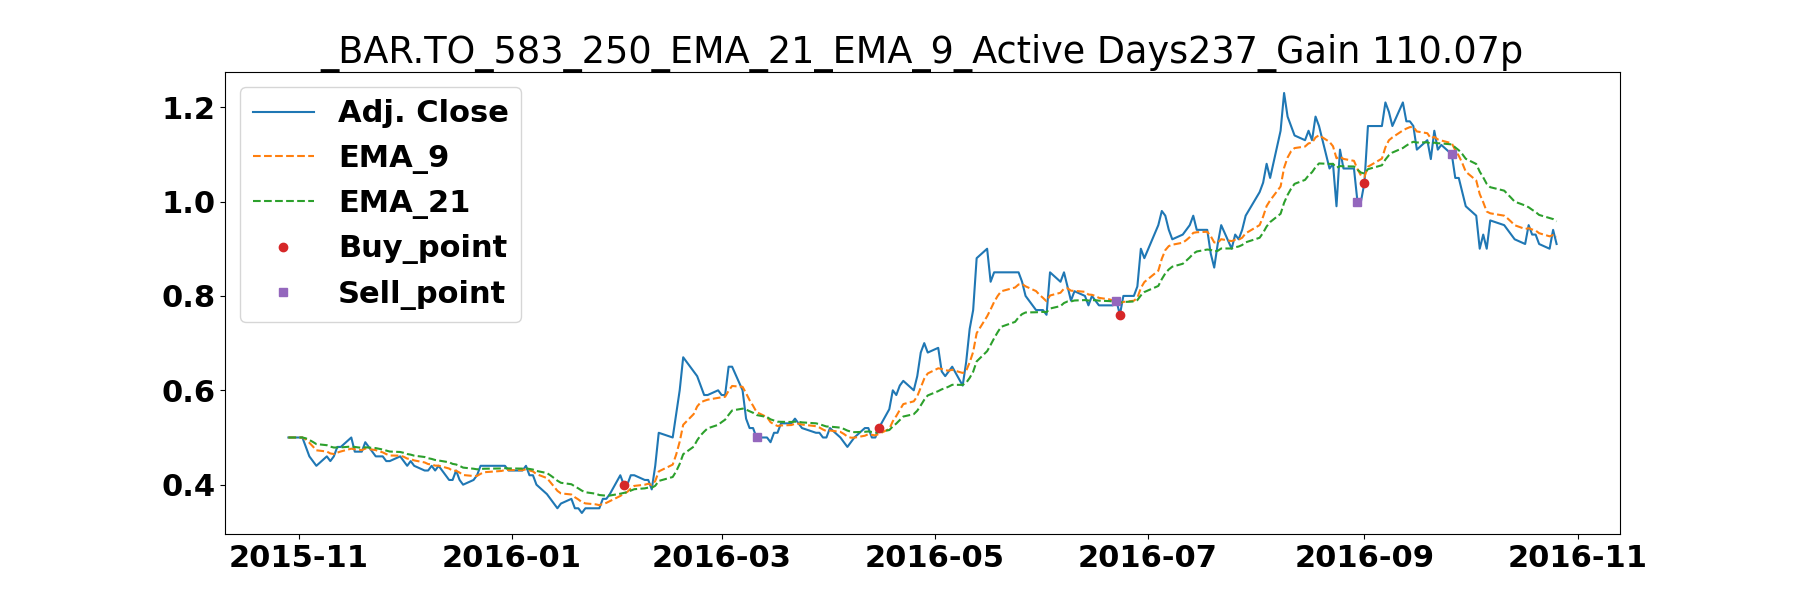 _BAR.TO_583_250_EMA_21_EMA_9_Active Days237_Gain 110.07p
Adj. Close
EMA_9
EMA_21
Buy_point
Sell_point
1.2
1.0
0.8
0.6
0.4
2015-11 2016-01 2016-03 2016-05 2016-07 2016-09 2016-11